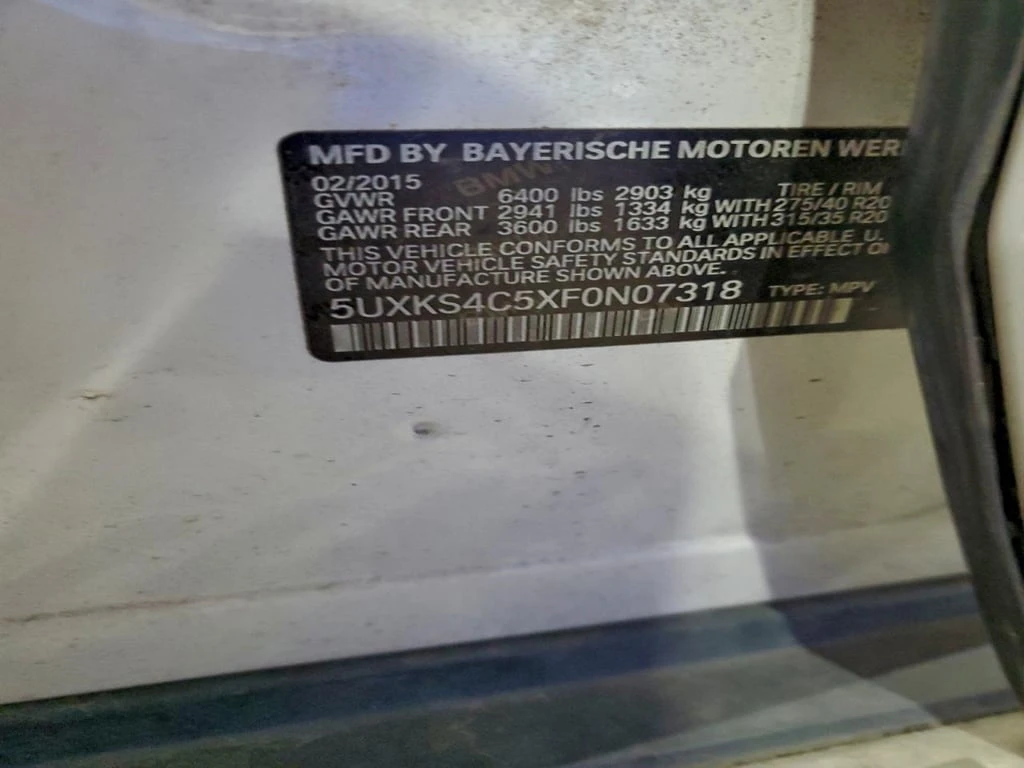 MFD BY BAYERISCHE MOTOREN WER
02/2015
BMW
GVWR 6400 lbs 2903 kg TIRE / RIM
GAWR FRONT 2941 lbs 1334 kg WITH 275/40 R20
GAWR REAR 3600 lbs 1633 kg WITH 315/35 R20
THIS VEHICLE CONFORMS TO ALL APPLICABLE U.
MOTOR VEHICLE SAFETY STANDARDS IN EFFECT
OF MANUFACTURE SHOWN ABOVE.
5UXKS4C5XF0N07318 TYPE: MPV